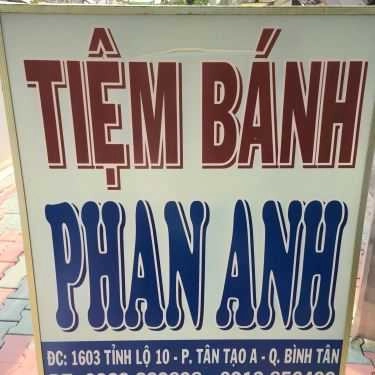 TIỆM BÁNH
PHAN ANH
ĐC: 1603 TỈNH LỘ 10 - P. TÂN TẠO A - Q. BÌNH TÂN